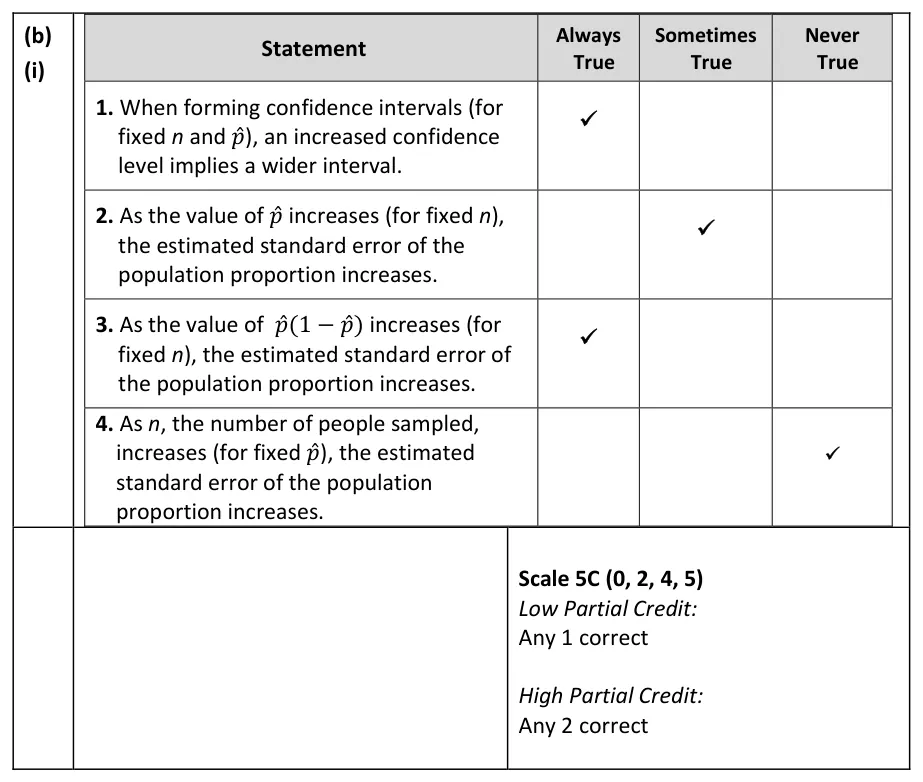 (b)
(i)
Statement
Always
True
Sometimes
True
Never
True
1. When forming confidence intervals (for
fixed n and p̂), an increased confidence
level implies a wider interval.
✓
2. As the value of p̂ increases (for fixed n),
the estimated standard error of the
population proportion increases.
✓
3. As the value of p̂(1 − p̂) increases (for
fixed n), the estimated standard error of
the population proportion increases.
✓
4. As n, the number of people sampled,
increases (for fixed p̂), the estimated
standard error of the population
proportion increases.
✓
Scale 5C (0, 2, 4, 5)
Low Partial Credit:
Any 1 correct
High Partial Credit:
Any 2 correct